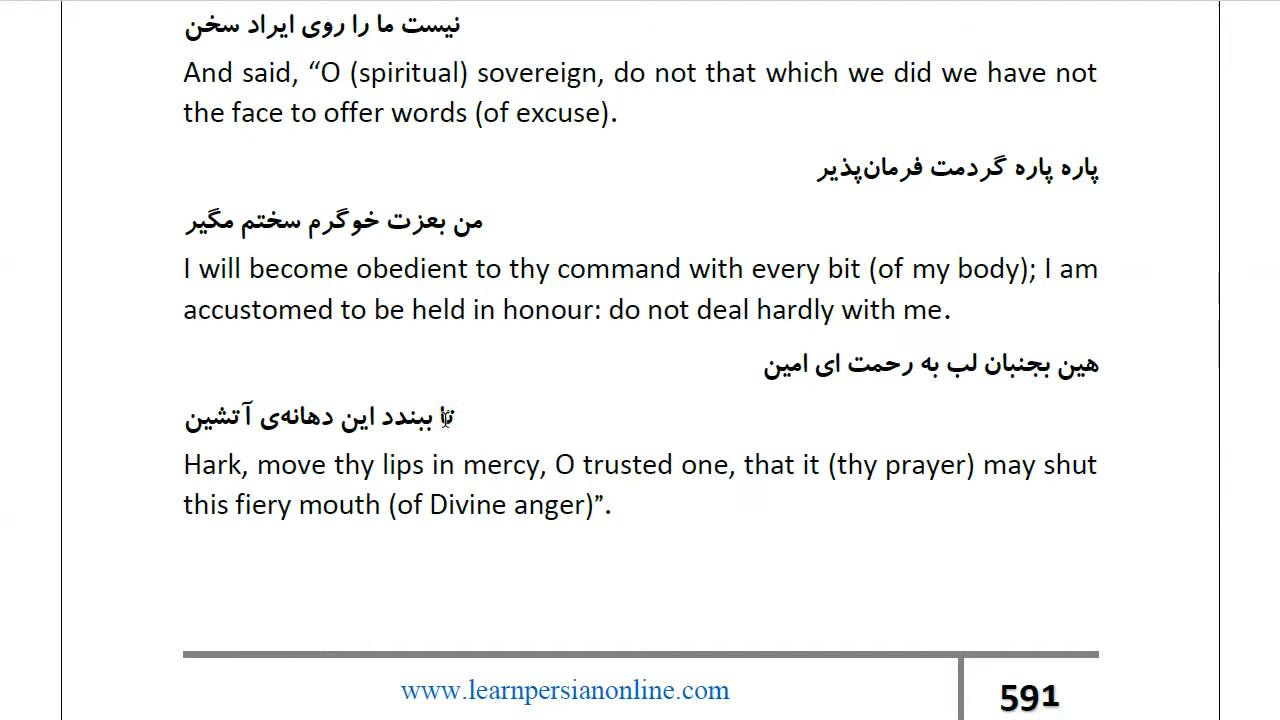 نیست ما را روی ایراد سخن
And said, “O (spiritual) sovereign, do not that which we did we have not
the face to offer words (of excuse).
پاره پاره گردمت فرمان‌پذیر
من بعزت خوگرم سختم مگیر
I will become obedient to thy command with every bit (of my body); I am
accustomed to be held in honour: do not deal hardly with me.
هین بجنبان لب به رحمت ای امین
تا ببندد این دهانه‌ی آتشین
Hark, move thy lips in mercy, O trusted one, that it (thy prayer) may shut
this fiery mouth (of Divine anger)”.
www.learnpersianonline.com
591